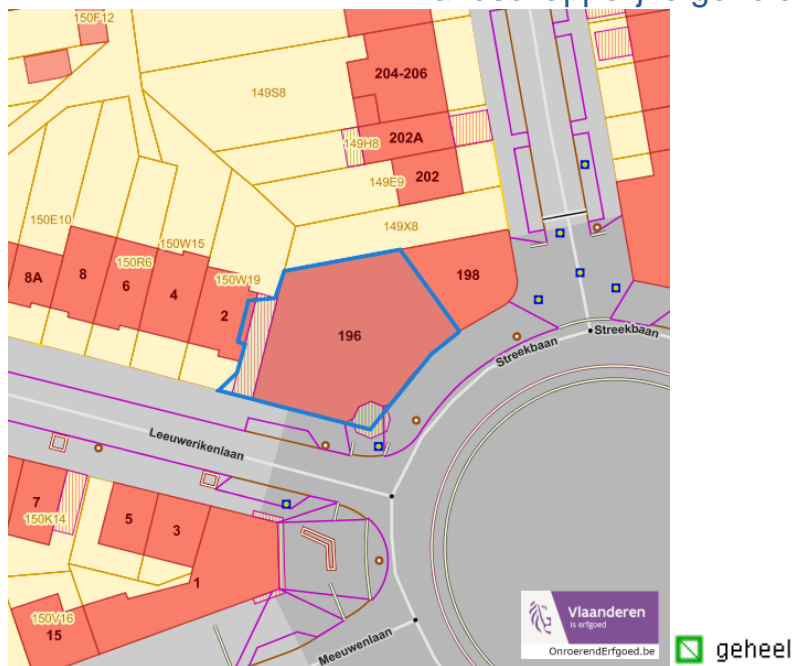 150F12
204-206
149S8
202A
149H8
202
149E9
150E10
149X8
150W15
150R6
150W19
198
8A
8
6
4
2
196
Streekbaan
Streekbaan
Leeuwerikenlaan
7
150K14
5
3
1
150V16
15
Meeuwenlaan
Vlaanderen
is erfgoed
OnroerendErfgoed.be
geheel